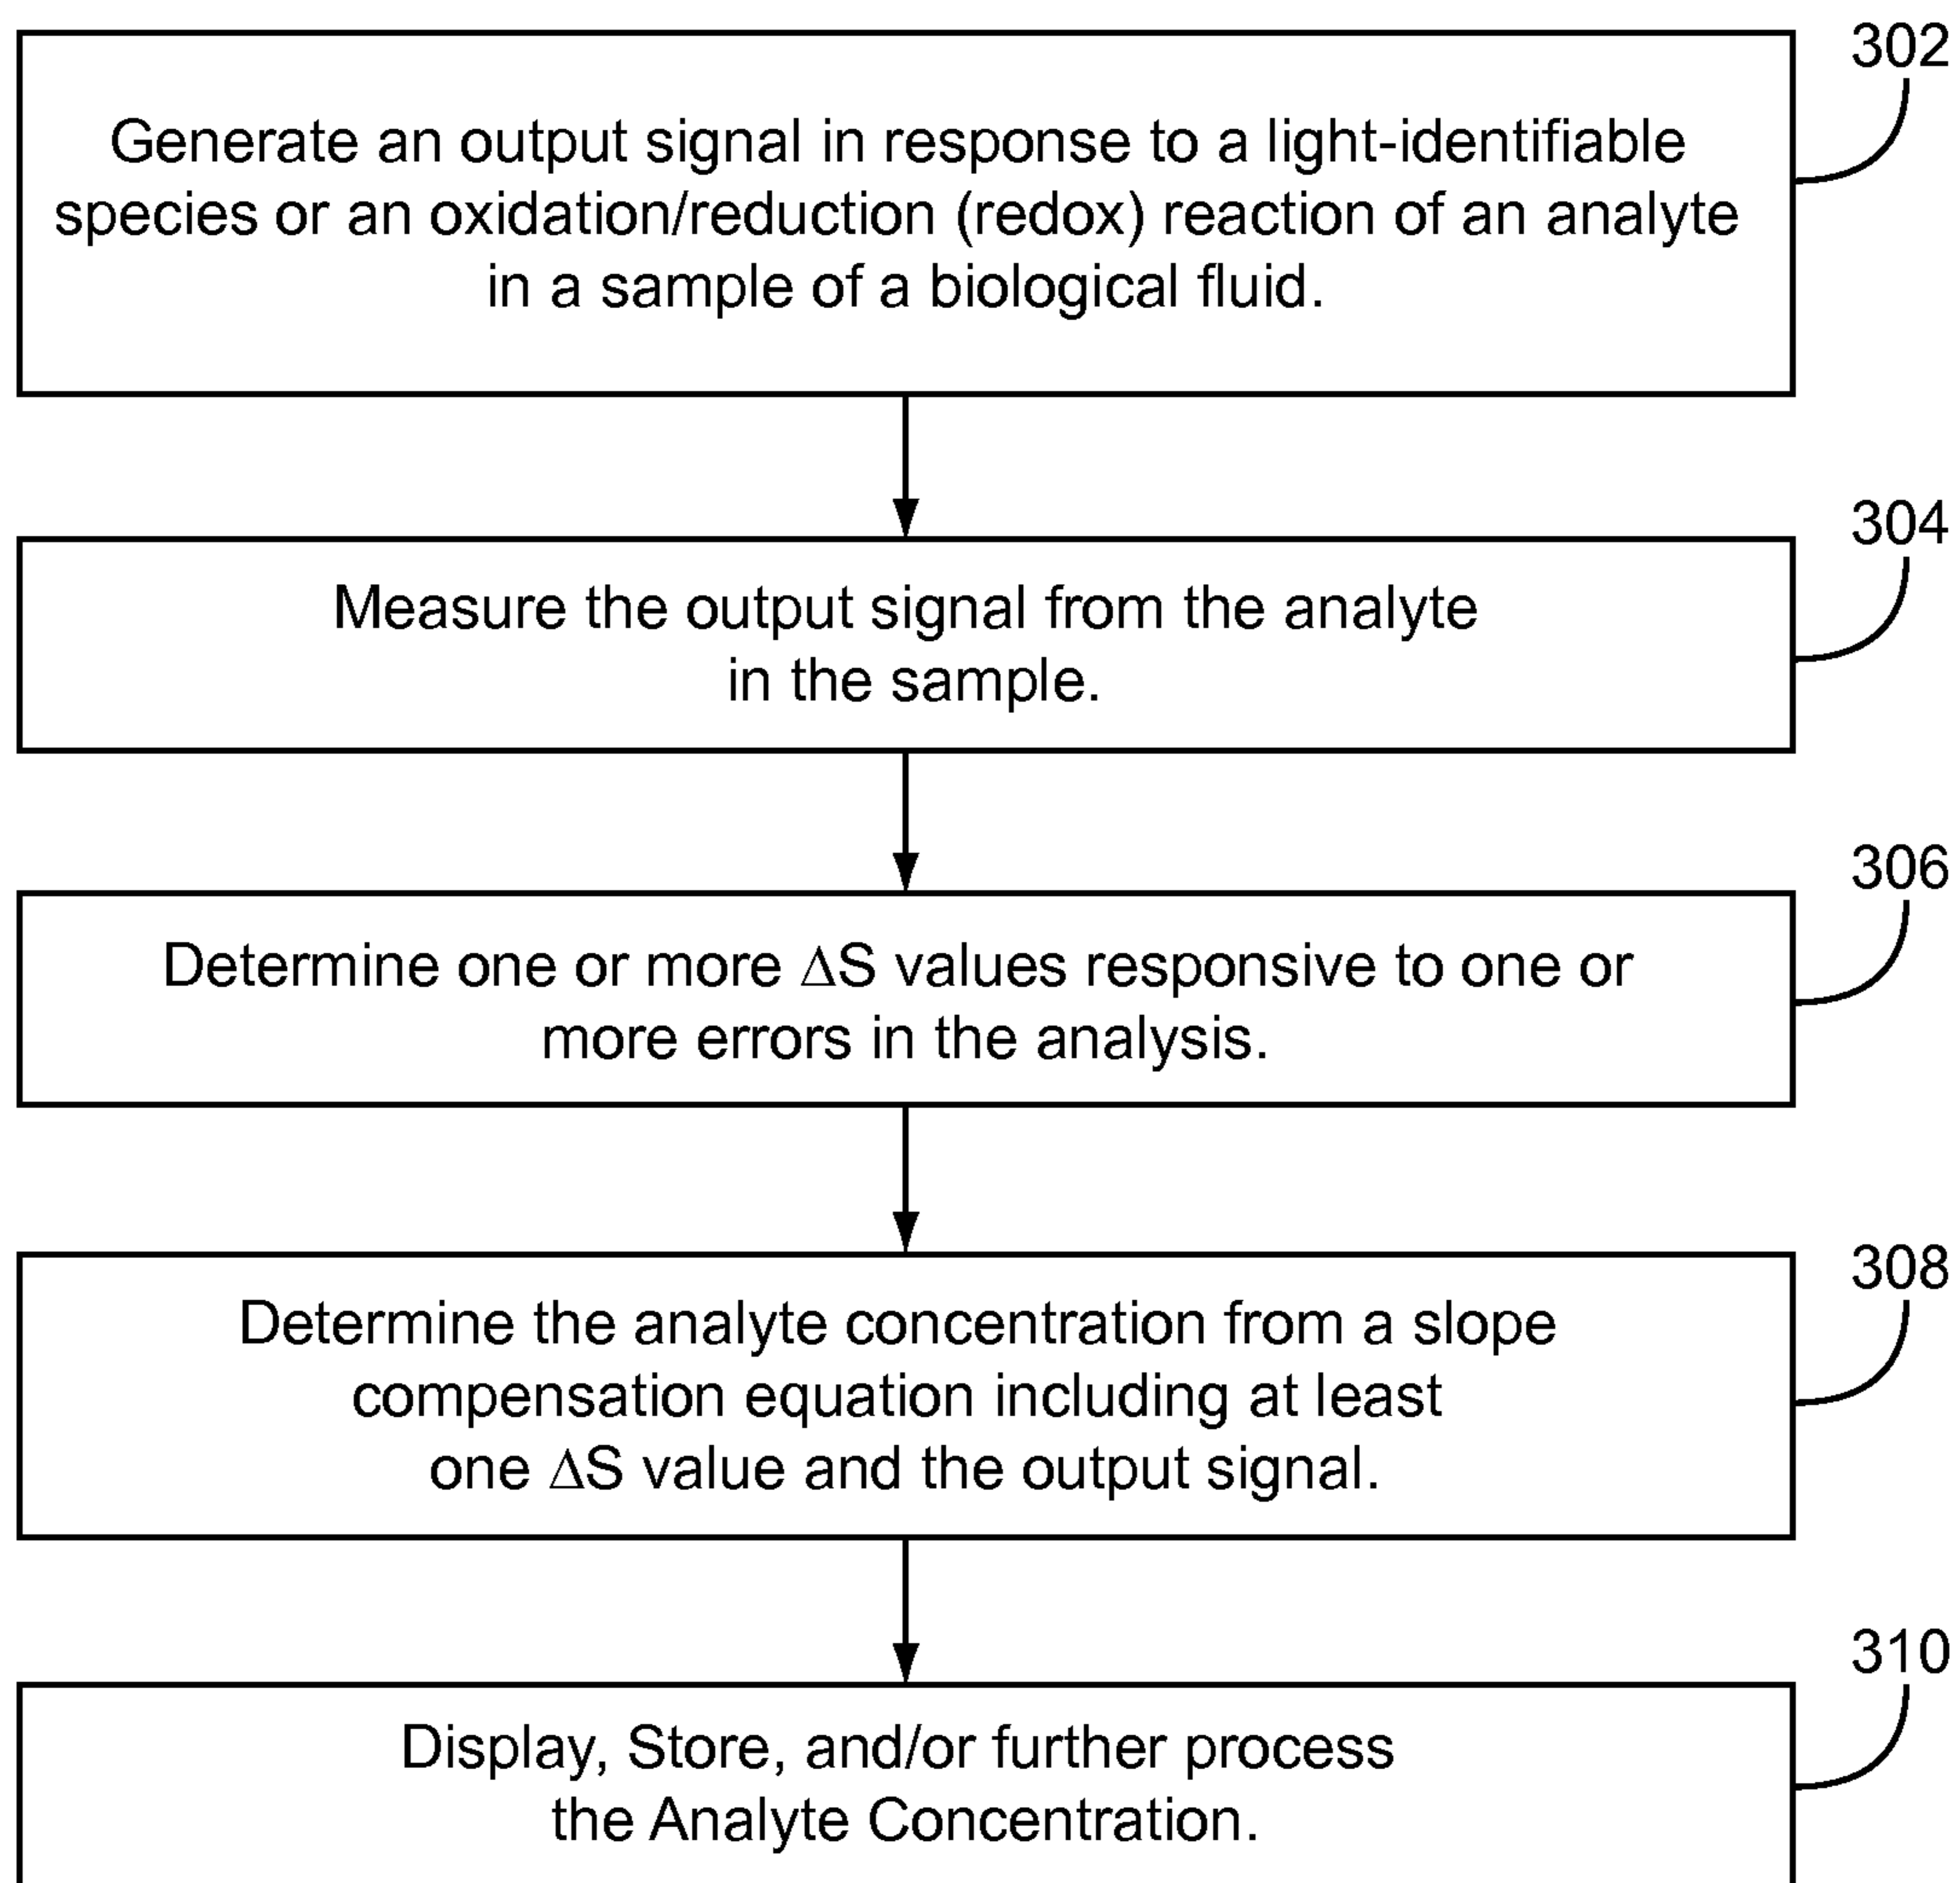 302
Generate an output signal in response to a light-identifiable
species or an oxidation/reduction (redox) reaction of an analyte
in a sample of a biological fluid.
304
Measure the output signal from the analyte
in the sample.
306
Determine one or more ΔS values responsive to one or
more errors in the analysis.
308
Determine the analyte concentration from a slope
compensation equation including at least
one ΔS value and the output signal.
310
Display, Store, and/or further process
the Analyte Concentration.